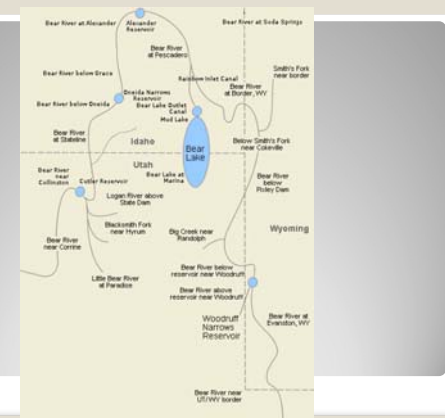 Bear River at Alexander
Alexander
Reservoir
Bear River at Soda Springs
Bear River
at Pescadero
Bear River below Grace
Rainbow Inlet Canal
Smith's Fork
near border
Bear River
at Border, WY
Oneida Narrows
Reservoir
Bear River below Oneida
Bear Lake Outlet
Canal
Mud Lake
Bear River
at Stateline
Idaho
Utah
Bear
Lake
Below Smith's Fork
near Cokeville
Bear River
near
Collinston
Cutler Reservoir
Bear Lake at
Marina
Bear River
below
Pixley Dam
Logan River above
State Dam
Blacksmith Fork
near Hyrum
Big Creek near
Randolph
Wyoming
Bear River
near Corrine
Little Bear River
at Paradise
Bear River below
reservoir near Woodruff
Bear River above
reservoir near Woodruff
Woodruff
Narrows
Reservoir
Bear River at
Evanston, WY
Bear River near
UT/WY border